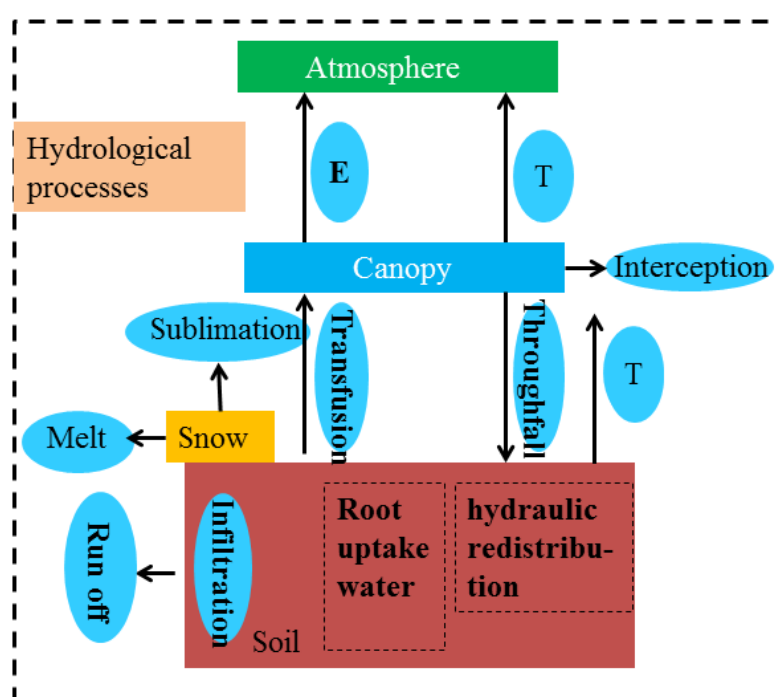 Atmosphere
Hydrological
processes
E
T
Canopy
Interception
Sublimation
Transfusion
Throughfall
T
Melt
Snow
Run off
Infiltration
Root
uptake
water
hydraulic
redistribu-
tion
Soil